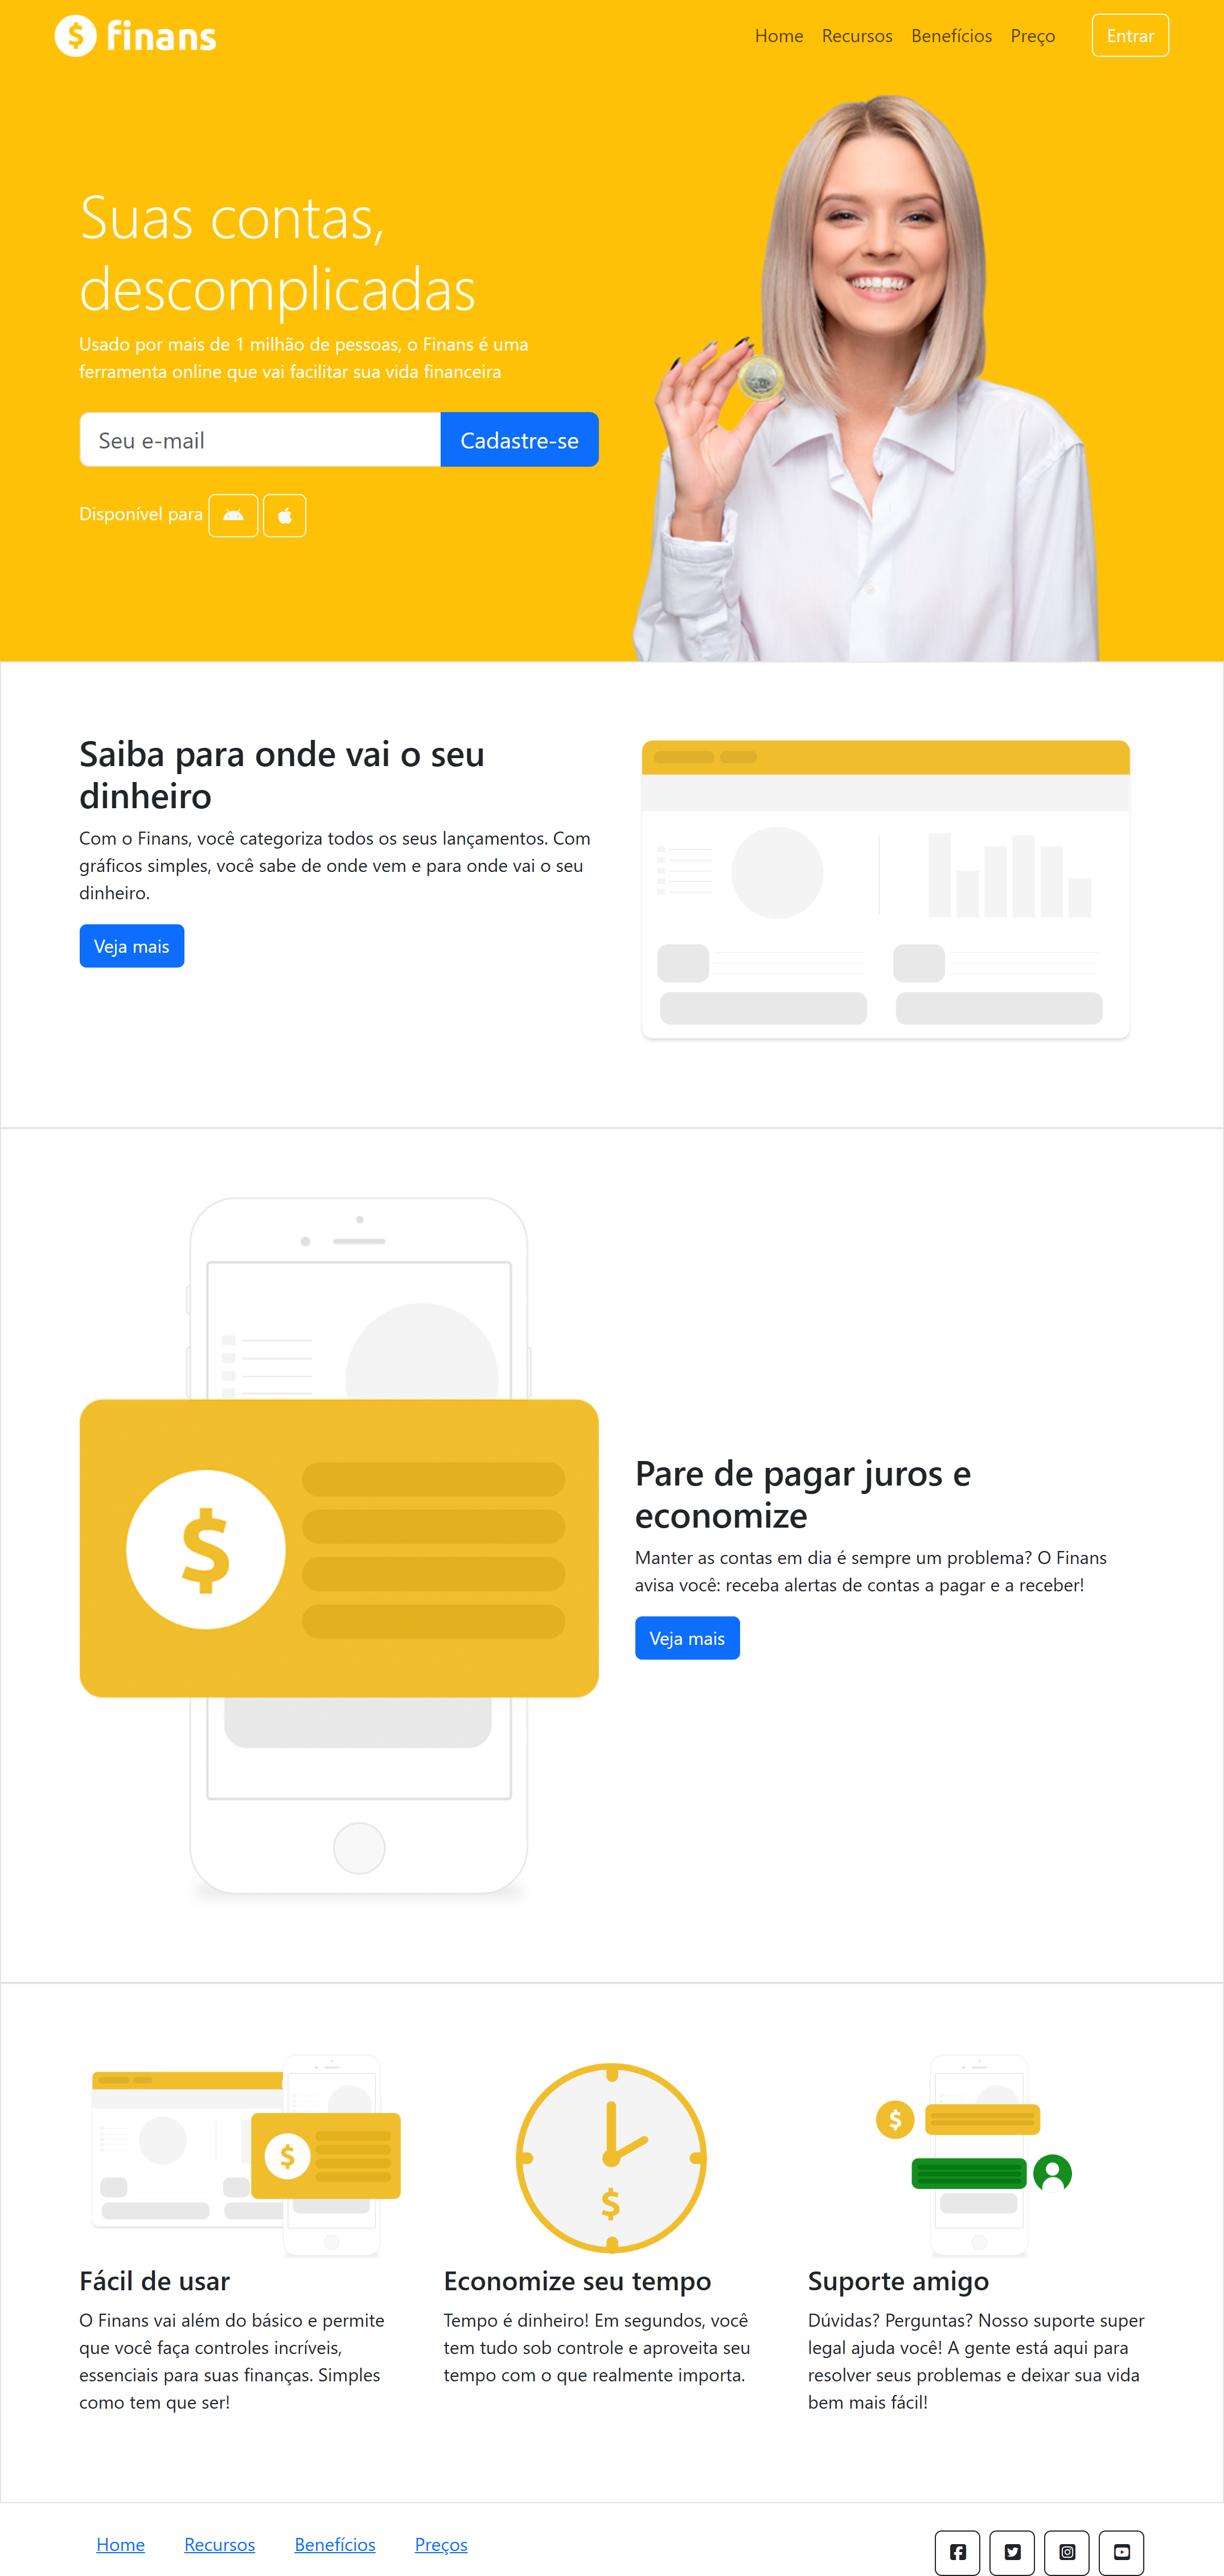 $ finans
Home Recursos Benefícios Preço Entrar
Suas contas,
descomplicadas
Usado por mais de 1 milhão de pessoas, o Finans é uma
ferramenta online que vai facilitar sua vida financeira
Seu e-mail Cadastre-se
Disponível para
Saiba para onde vai o seu
dinheiro
Com o Finans, você categoriza todos os seus lançamentos. Com
gráficos simples, você sabe de onde vem e para onde vai o seu
dinheiro.
Veja mais
$
Pare de pagar juros e
economize
Manter as contas em dia é sempre um problema? O Finans
avisa você: receba alertas de contas a pagar e a receber!
Veja mais
$
Fácil de usar
O Finans vai além do básico e permite
que você faça controles incríveis,
essenciais para suas finanças. Simples
como tem que ser!
$
Economize seu tempo
Tempo é dinheiro! Em segundos, você
tem tudo sob controle e aproveita seu
tempo com o que realmente importa.
$
Suporte amigo
Dúvidas? Perguntas? Nosso suporte super
legal ajuda você! A gente está aqui para
resolver seus problemas e deixar sua vida
bem mais fácil!
Home Recursos Benefícios Preços